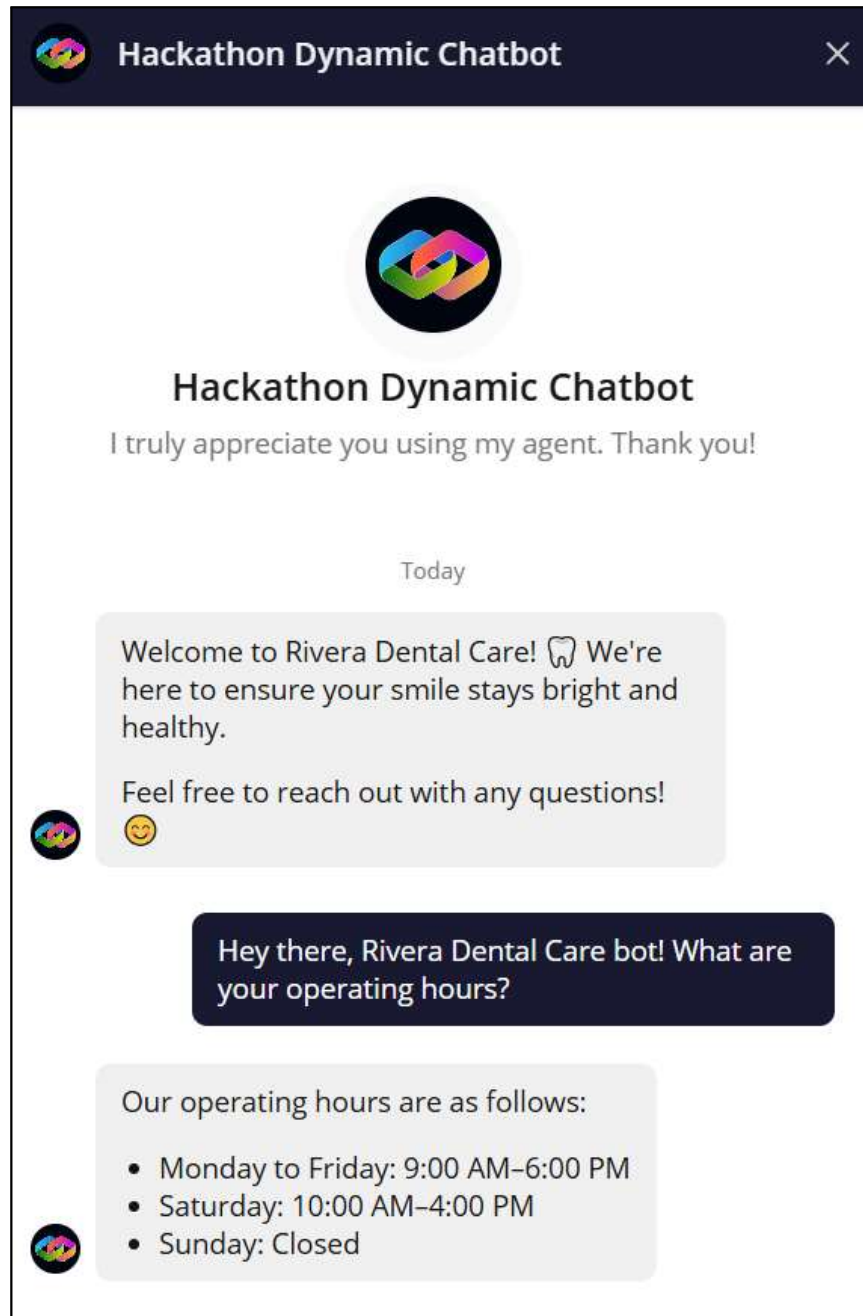 Hackathon Dynamic Chatbot
Hackathon Dynamic Chatbot
I truly appreciate you using my agent. Thank you!
Today
Welcome to Rivera Dental Care! 🦷 We're
here to ensure your smile stays bright and
healthy.
Feel free to reach out with any questions!
😊
Hey there, Rivera Dental Care bot! What are
your operating hours?
Our operating hours are as follows:
• Monday to Friday: 9:00 AM–6:00 PM
• Saturday: 10:00 AM–4:00 PM
• Sunday: Closed